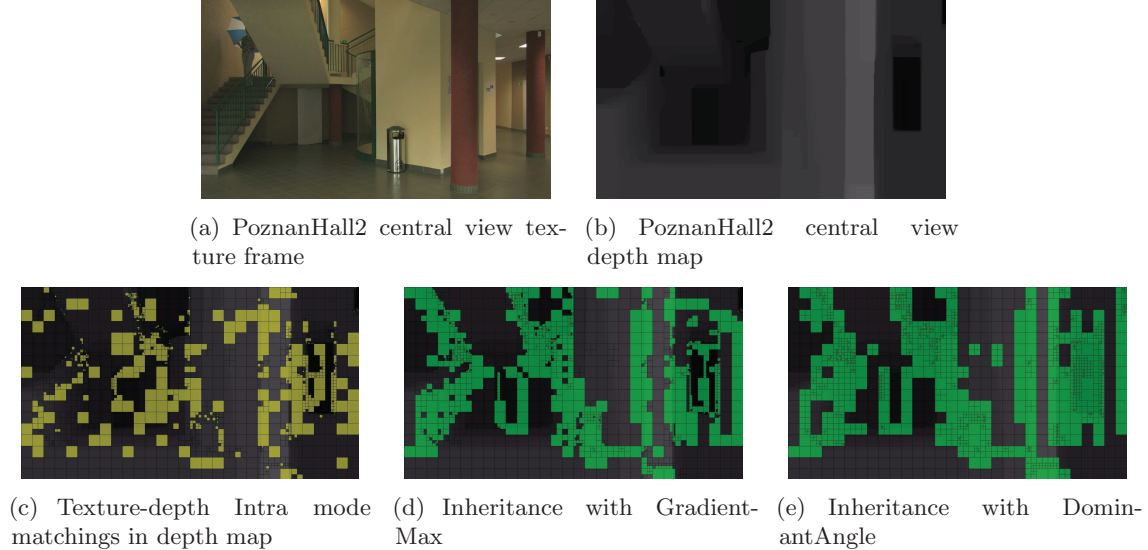 (a) PoznanHall2 central view tex-
ture frame
(b) PoznanHall2 central view
depth map
(c) Texture-depth Intra mode
matchings in depth map
(d) Inheritance with Gradient-
Max
(e) Inheritance with Domin-
antAngle